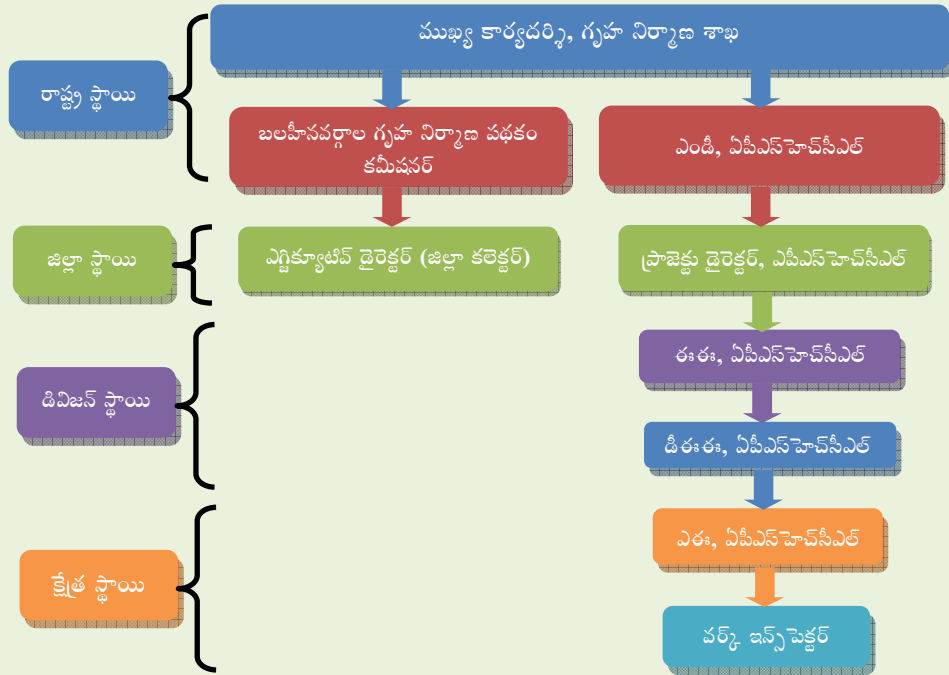 ముఖ్య కార్యదర్శి, గృహ నిర్మాణ శాఖ
రాష్ట్ర స్థాయి
బలహీనవర్గాల గృహ నిర్మాణ పథకం
కమీషనర్
ఎండీ, ఏపీఎస్‌హెచ్‌సీఎల్
జిల్లా స్థాయి
ఎగ్జిక్యూటివ్ డైరెక్టర్ (జిల్లా కలెక్టర్)
ప్రాజెక్టు డైరెక్టర్, ఎపీఎస్‌హెచ్‌సీఎల్
ఈఈ, ఏపీఎస్‌హెచ్‌సీఎల్
డివిజన్ స్థాయి
డీఈఈ, ఏపీఎస్‌హెచ్‌సీఎల్
ఎఈ, ఏపీఎస్‌హెచ్‌సీఎల్
క్షేత్ర స్థాయి
వర్క్ ఇన్స్‌పెక్టర్